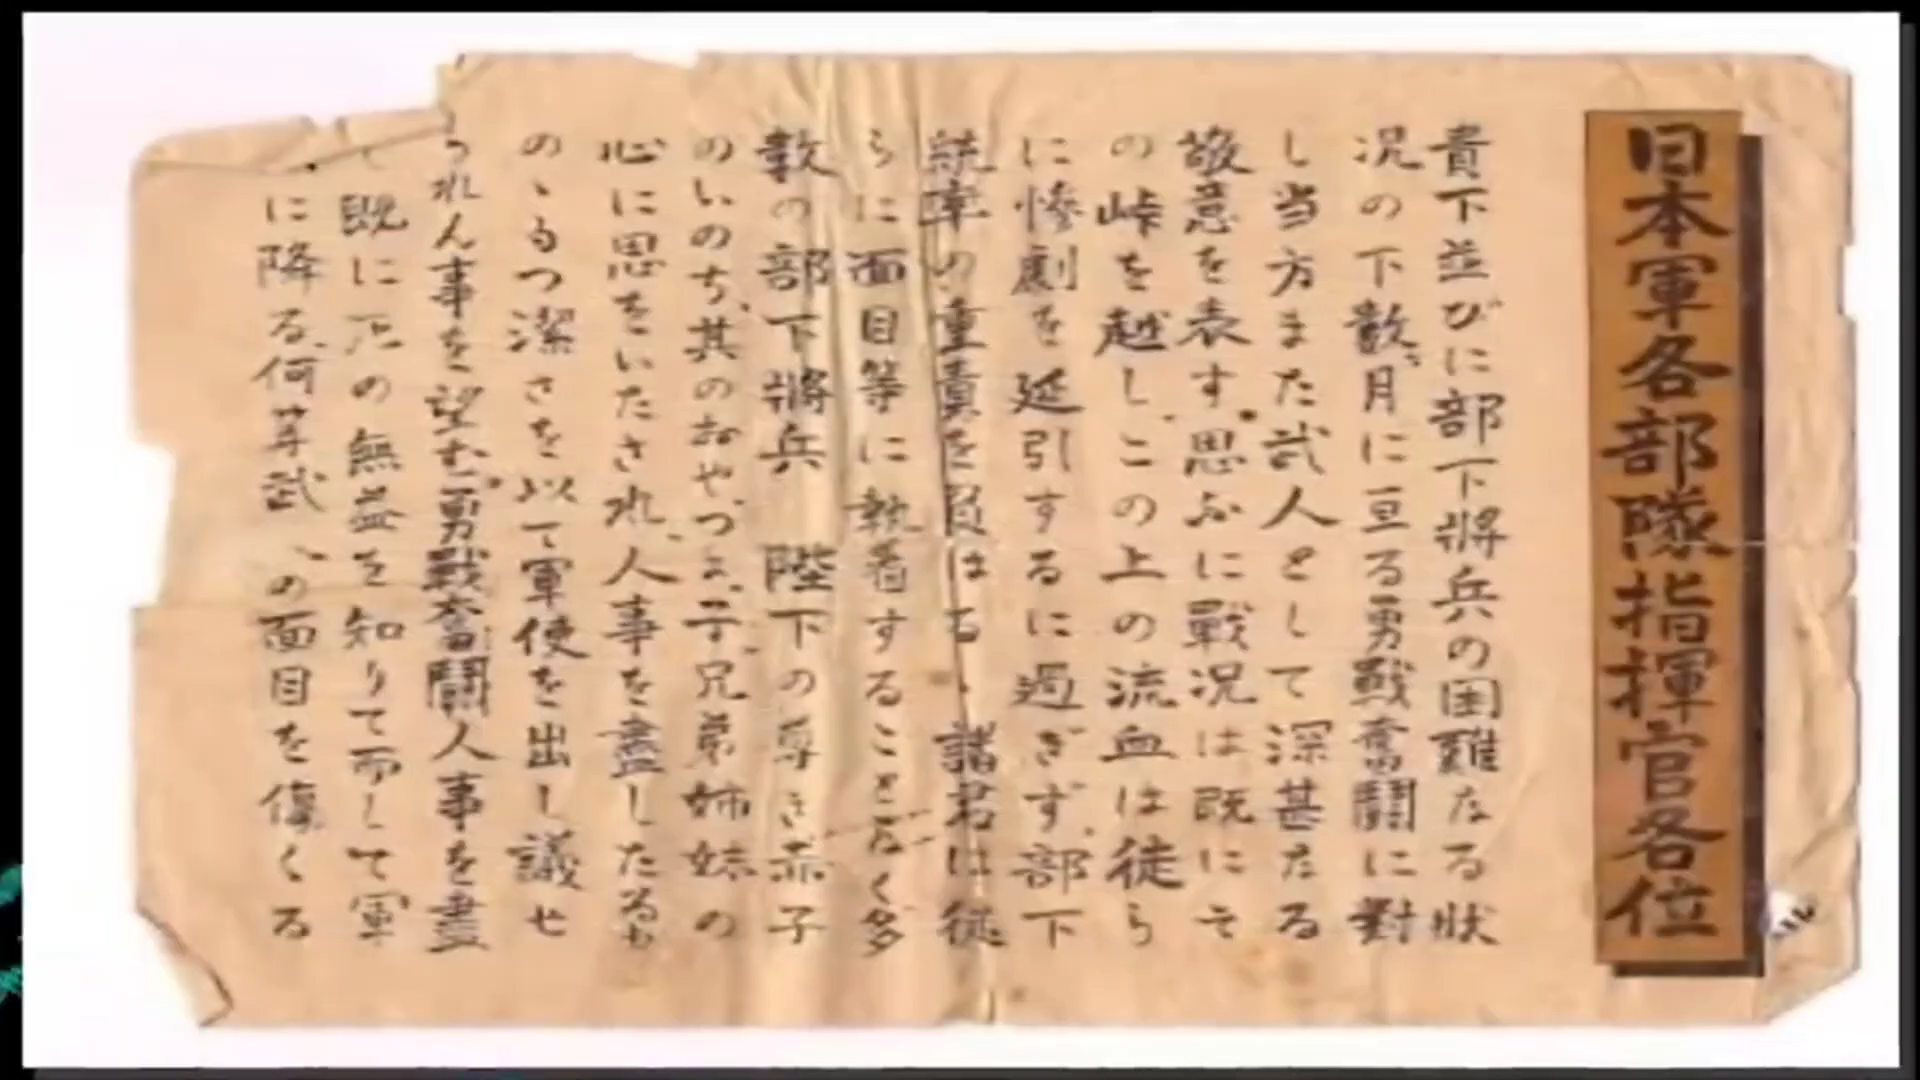 日本軍各部隊指揮官各位
貴下並びに部下將兵の困難なる狀
況の下數ヶ月に亘る勇戰奮鬪に對
し当方また武人として深甚たる
敬意を表す。思ふに戰況は既にそ
の峠を越し、この上の流血は徒ら
に慘劇を延引するに過ぎず、部下
統率の重責を負はるゝ諸君は徒
らに面目等に執着することなく多
數の部下將兵 陛下の尊き赤子
のいのち、其のおやづま、子、兄弟姉妹の
心に思をいたされ、人事を盡したるも
のゝもつ潔さを以て軍使を出し議せ
られん事を望む。勇戰奮鬪人事を盡
て既に の無益を知りて而して軍
に降る、何等武 の面目を傷くる